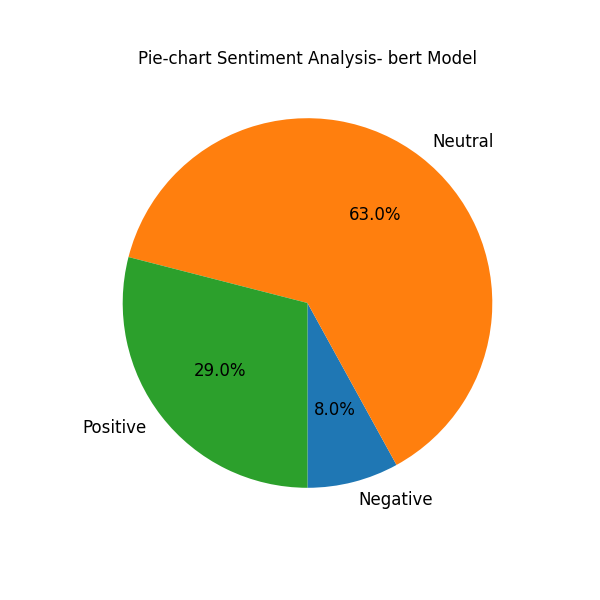 Pie-chart Sentiment Analysis- bert Model
Neutral
63.0%
29.0%
8.0%
Positive
Negative